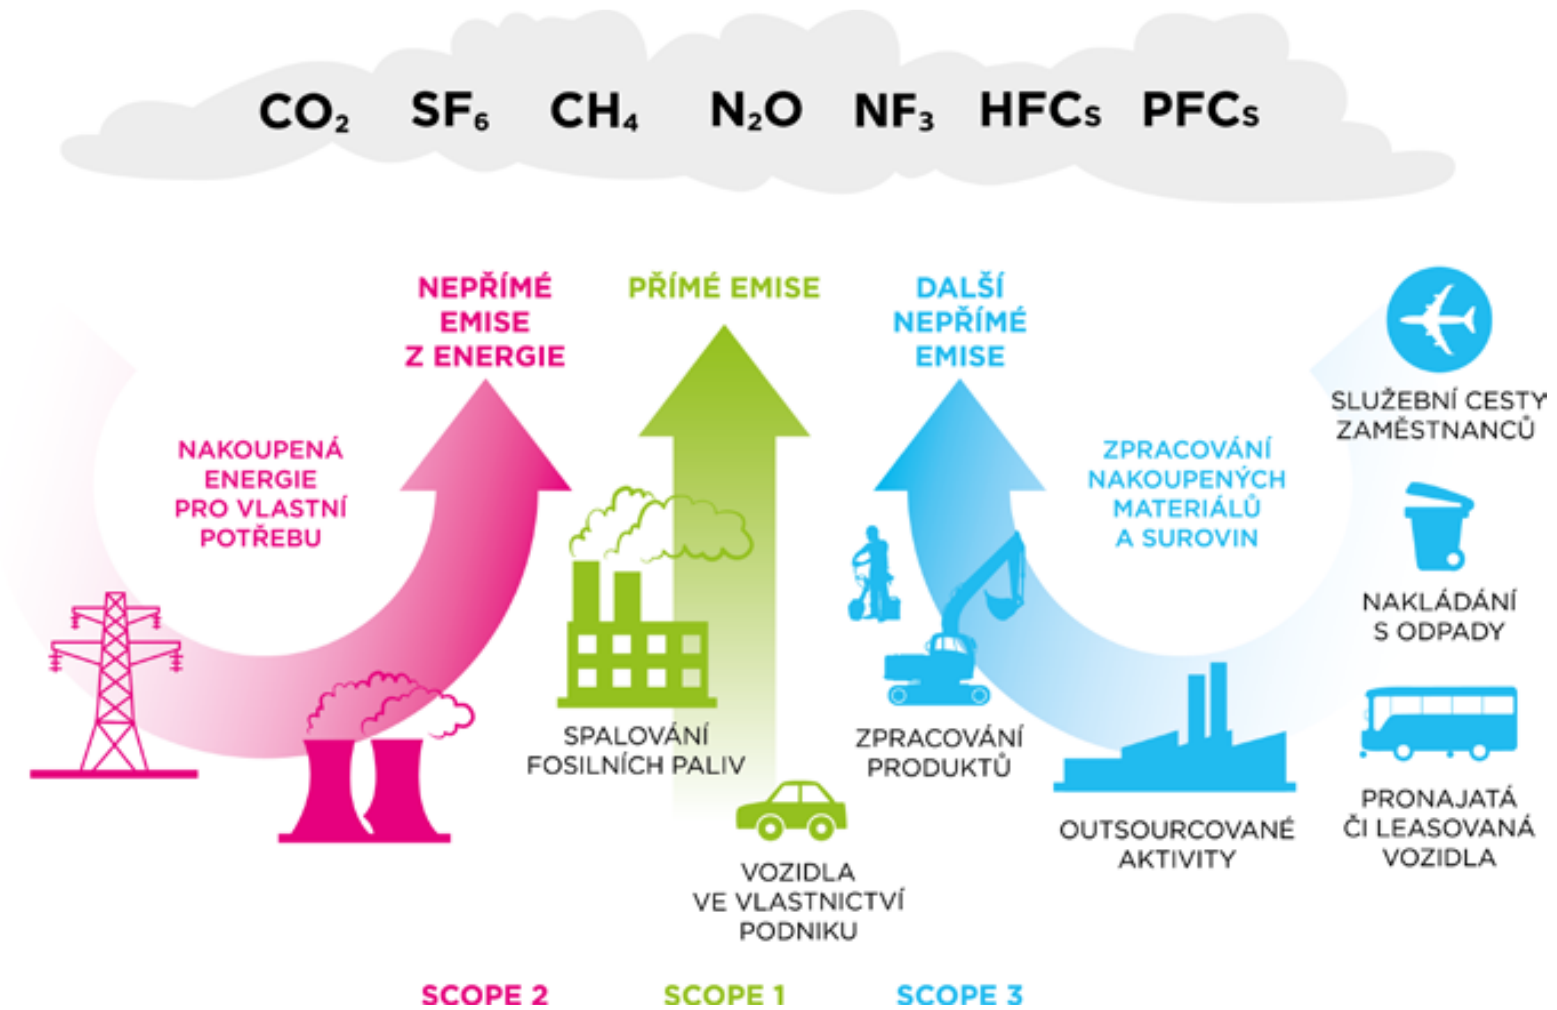 CO₂ SF₆ CH₄ N₂O NF₃ HFCs PFCs
NEPŘÍMÉ
EMISE
Z ENERGIE
PŘÍMÉ EMISE
DALŠÍ
NEPŘÍMÉ
EMISE
NAKOUPENÁ
ENERGIE
PRO VLASTNÍ
POTŘEBU
ZPRACOVÁNÍ
NAKOUPENÝCH
MATERIÁLŮ
A SUROVIN
SLUŽEBNÍ CESTY
ZAMĚSTNANCŮ
NAKLÁDÁNÍ
S ODPADY
SPALOVÁNÍ
FOSILNÍCH PALIV
ZPRACOVÁNÍ
PRODUKTŮ
OUTSOURCOVANÉ
AKTIVITY
PRONAJATÁ
ČI LEASOVANÁ
VOZIDLA
VOZIDLA
VE VLASTNICTVÍ
PODNIKU
SCOPE 2
SCOPE 1
SCOPE 3